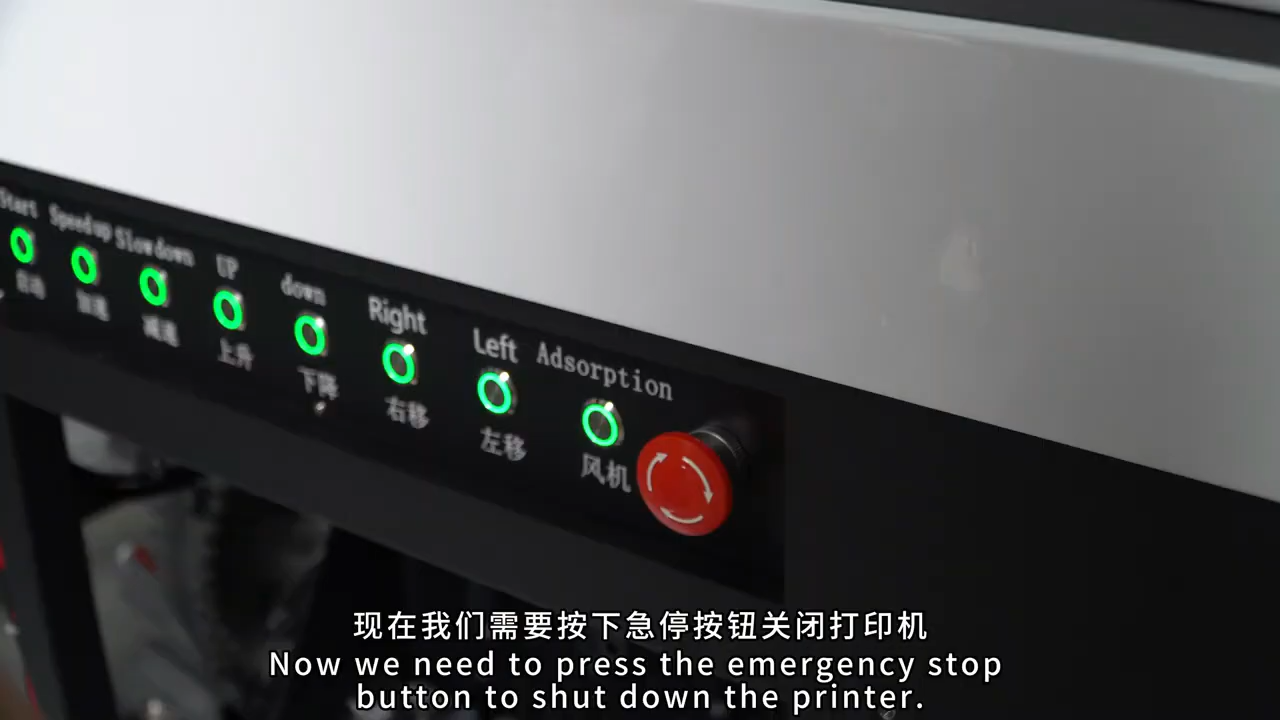 Start
Speedup
Slowdown
UP
down
Right
Left
Adsorption
启动
加速
减速
上升
下降
右移
左移
风机
现在我们需要按下急停按钮关闭打印机
Now we need to press the emergency stop
button to shut down the printer.